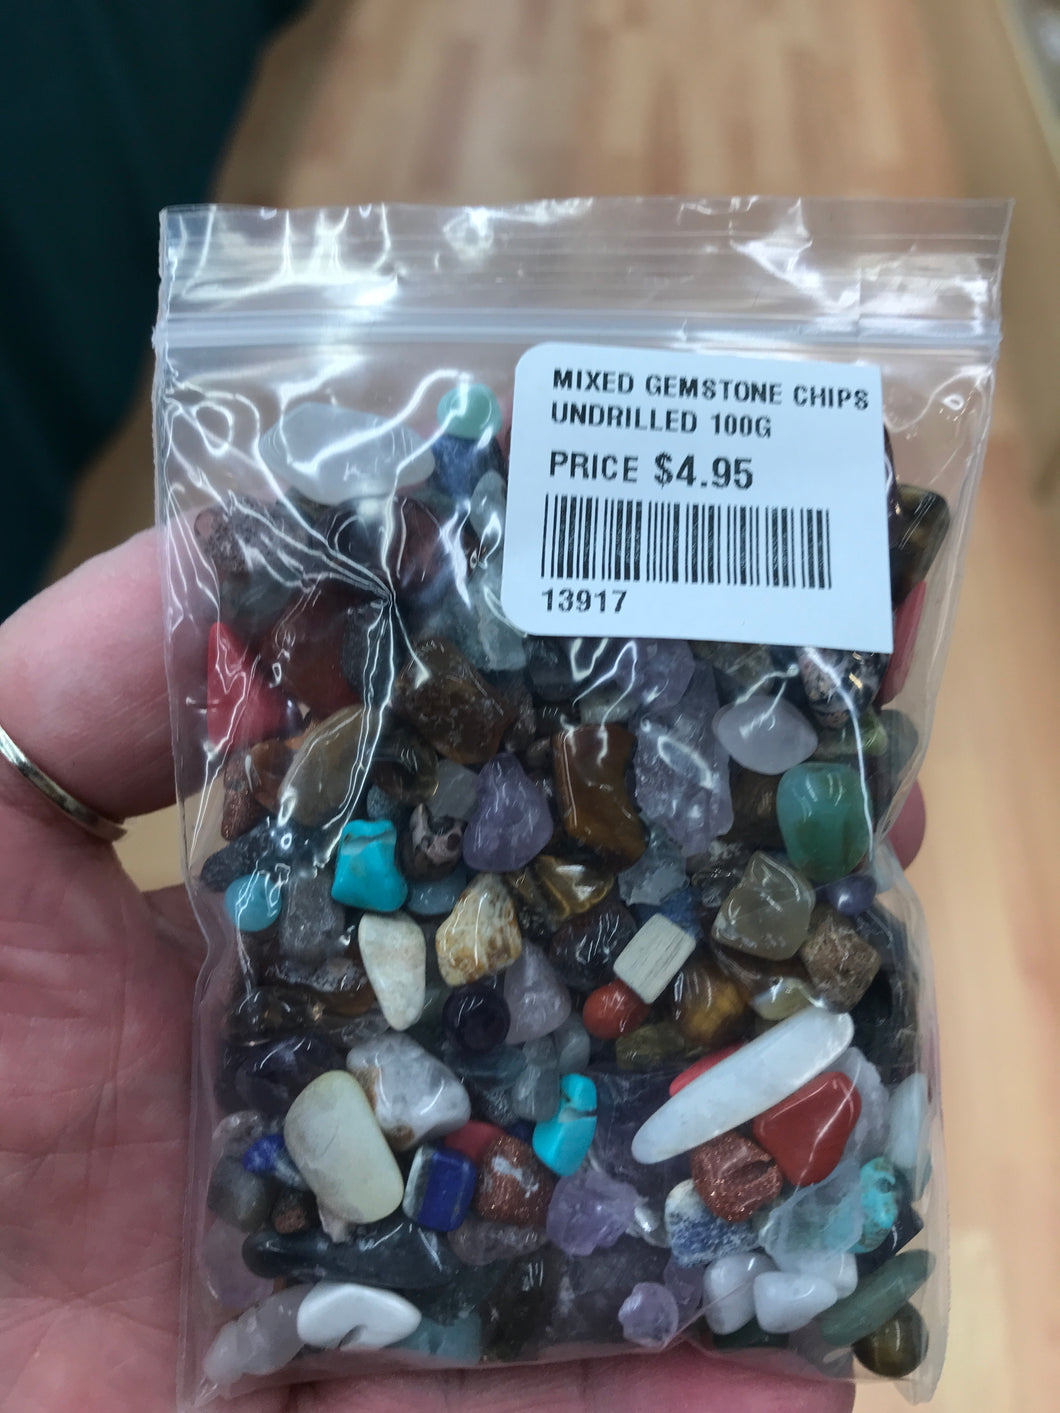 MIXED GEMSTONE CHIPS
UNDRILLED 100G
PRICE $4.95
13917